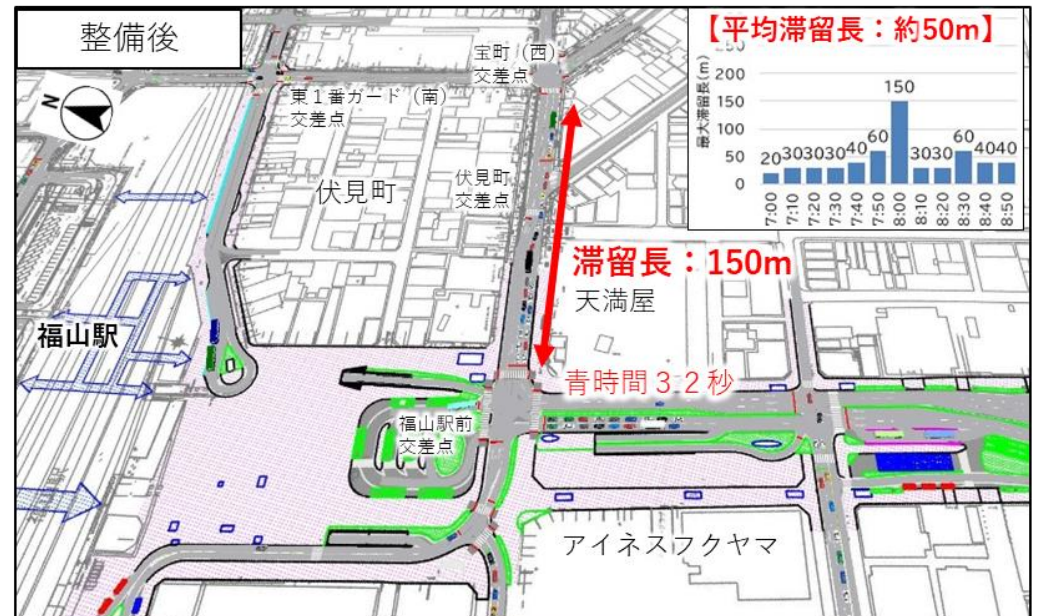 整備後
N
宝町(西)
交差点
東1番ガード(南)
交差点
伏見町
伏見町
交差点
滞留長：150m
天満屋
福山駅
青時間32秒
福山駅前
交差点
アイネスフクヤマ
【平均滞留長：約50m】
最大滞留長(m)
250
200
150
100
50
0
20 30 30 30 40 60 150 30 30 60 40 40
7:00 7:10 7:20 7:30 7:40 7:50 8:00 8:10 8:20 8:30 8:40 8:50